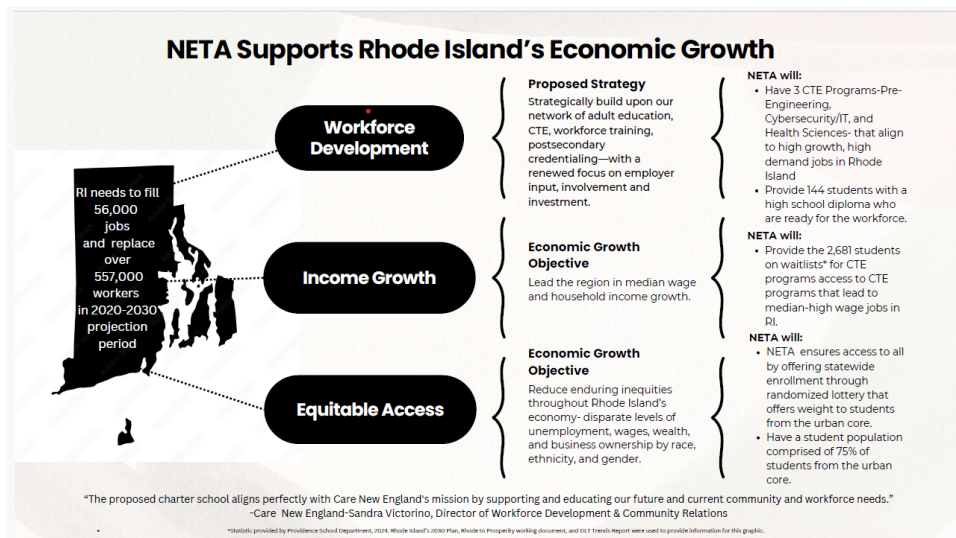 NETA Supports Rhode Island's Economic Growth
RI needs to fill
56,000
jobs
and replace
over
557,000
workers
in 2020-2030
projection
period
Workforce
Development
Proposed Strategy
Strategically build upon our
network of adult education,
CTE, workforce training,
postsecondary
credentialing—with a
renewed focus on employer
input, involvement and
investment.
NETA will:
• Have 3 CTE Programs-Pre-
Engineering,
Cybersecurity/IT, and
Health Sciences- that align
to high growth, high
demand jobs in Rhode
Island
• Provide 144 students with a
high school diploma who
are ready for the workforce.
Income Growth
Economic Growth
Objective
Lead the region in median wage
and household income growth.
NETA will:
• Provide the 2,681 students
on waitlists* for CTE
programs access to CTE
programs that lead to
median-high wage jobs in
RI.
Equitable Access
Economic Growth
Objective
Reduce enduring inequities
throughout Rhode Island's
economy- disparate levels of
unemployment, wages, wealth,
and business ownership by race,
ethnicity, and gender.
NETA will:
• NETA ensures access to all
by offering statewide
enrollment through
randomized lottery that
offers weight to students
from the urban core.
• Have a student population
comprised of 75% of
students from the urban
core.
“The proposed charter school aligns perfectly with Care New England's mission by supporting and educating our future and current community and workforce needs.”
-Care New England-Sandra Victorino, Director of Workforce Development & Community Relations
• *Statistic provided by Providence School Department, 2024. Rhode Island's 2030 Plan, Rhode to Prosperity working document, and DLT Trends Report were used to provide information for this graphic.